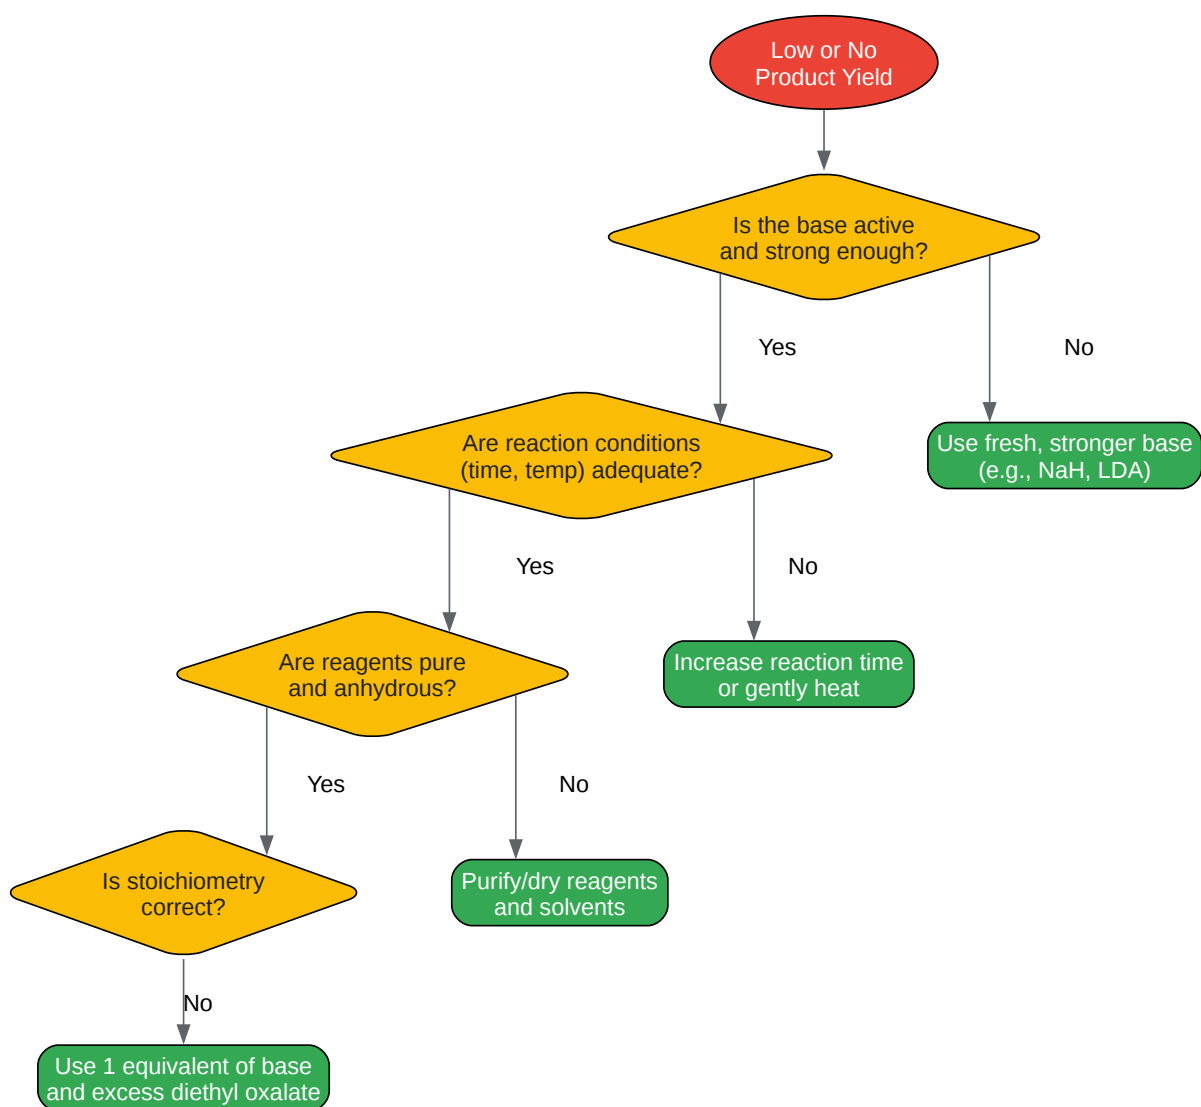 Low or No
Product Yield
Is the base active
and strong enough?
Yes
No
Are reaction conditions
(time, temp) adequate?
Use fresh, stronger base
(e.g., NaH, LDA)
Yes
No
Are reagents pure
and anhydrous?
Increase reaction time
or gently heat
Yes
No
Is stoichiometry
correct?
Purify/dry reagents
and solvents
No
Use 1 equivalent of base
and excess diethyl oxalate